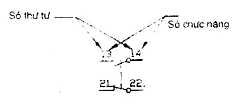 Số thứ tự
Số chức năng
13 14
21 22